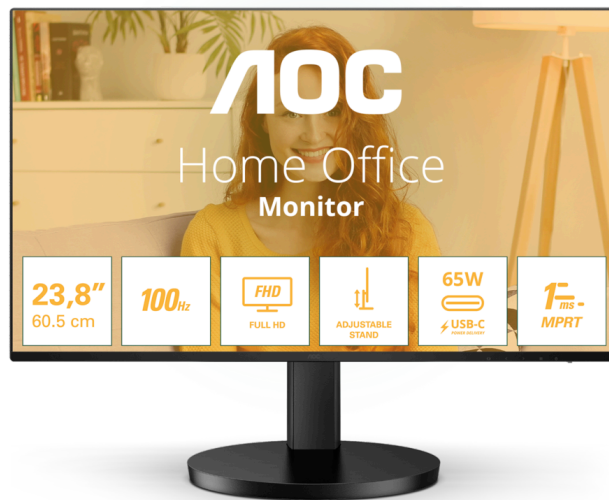 AOC
Home Office
Monitor
23,8”
60.5 cm
100Hz
FHD
FULL HD
ADJUSTABLE
STAND
65W
USB-C
POWER DELIVERY
1ms
MPRT